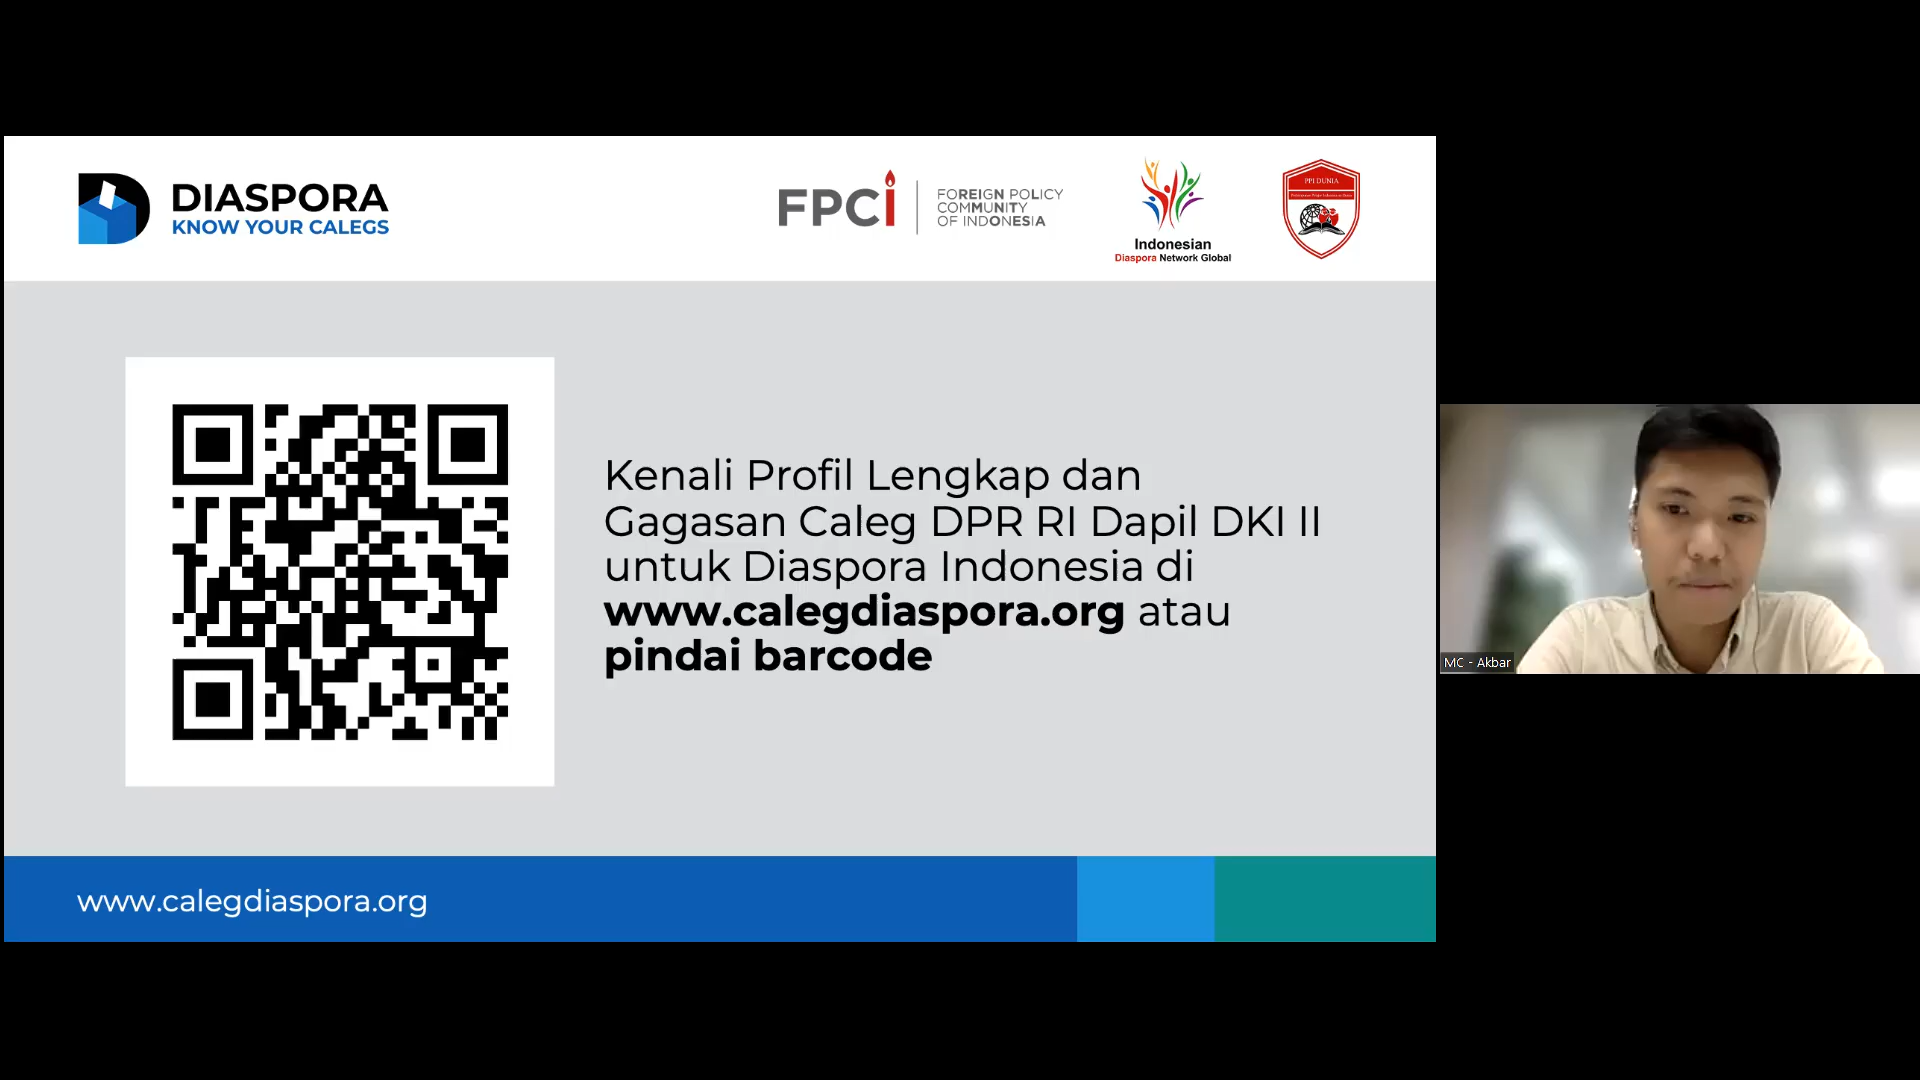 DIASPORA
KNOW YOUR CALEGS
FPCI
FOREIGN POLICY
COMMUNITY
OF INDONESIA
Indonesian
Diaspora Network Global
PPI DUNIA
Kenali Profil Lengkap dan
Gagasan Caleg DPR RI Dapil DKI II
untuk Diaspora Indonesia di
www.calegdiaspora.org atau
pindai barcode
MC - Akbar
www.calegdiaspora.org